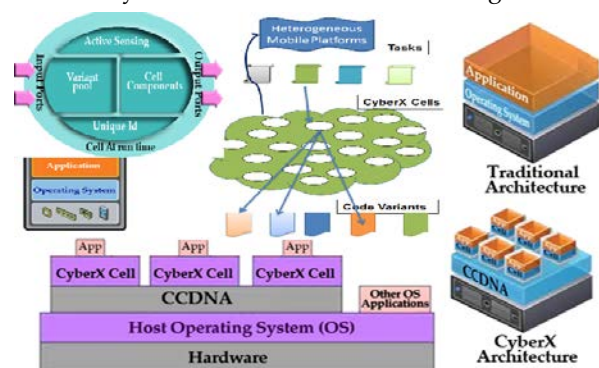 Active Sensing
Input Ports
Variant
pool
Cell
Components
Output Ports
Unique Id
Cell At run time
Application
Operating System
Heterogeneous
Mobile Platforms
Tasks
CyberX Cells
Code Variants
Application
Operating System
Traditional
Architecture
App
App
App
CyberX Cell
CyberX Cell
CyberX Cell
CCDNA
Other OS
Applications
Host Operating System (OS)
Hardware
CCDNA
CyberX
Architecture